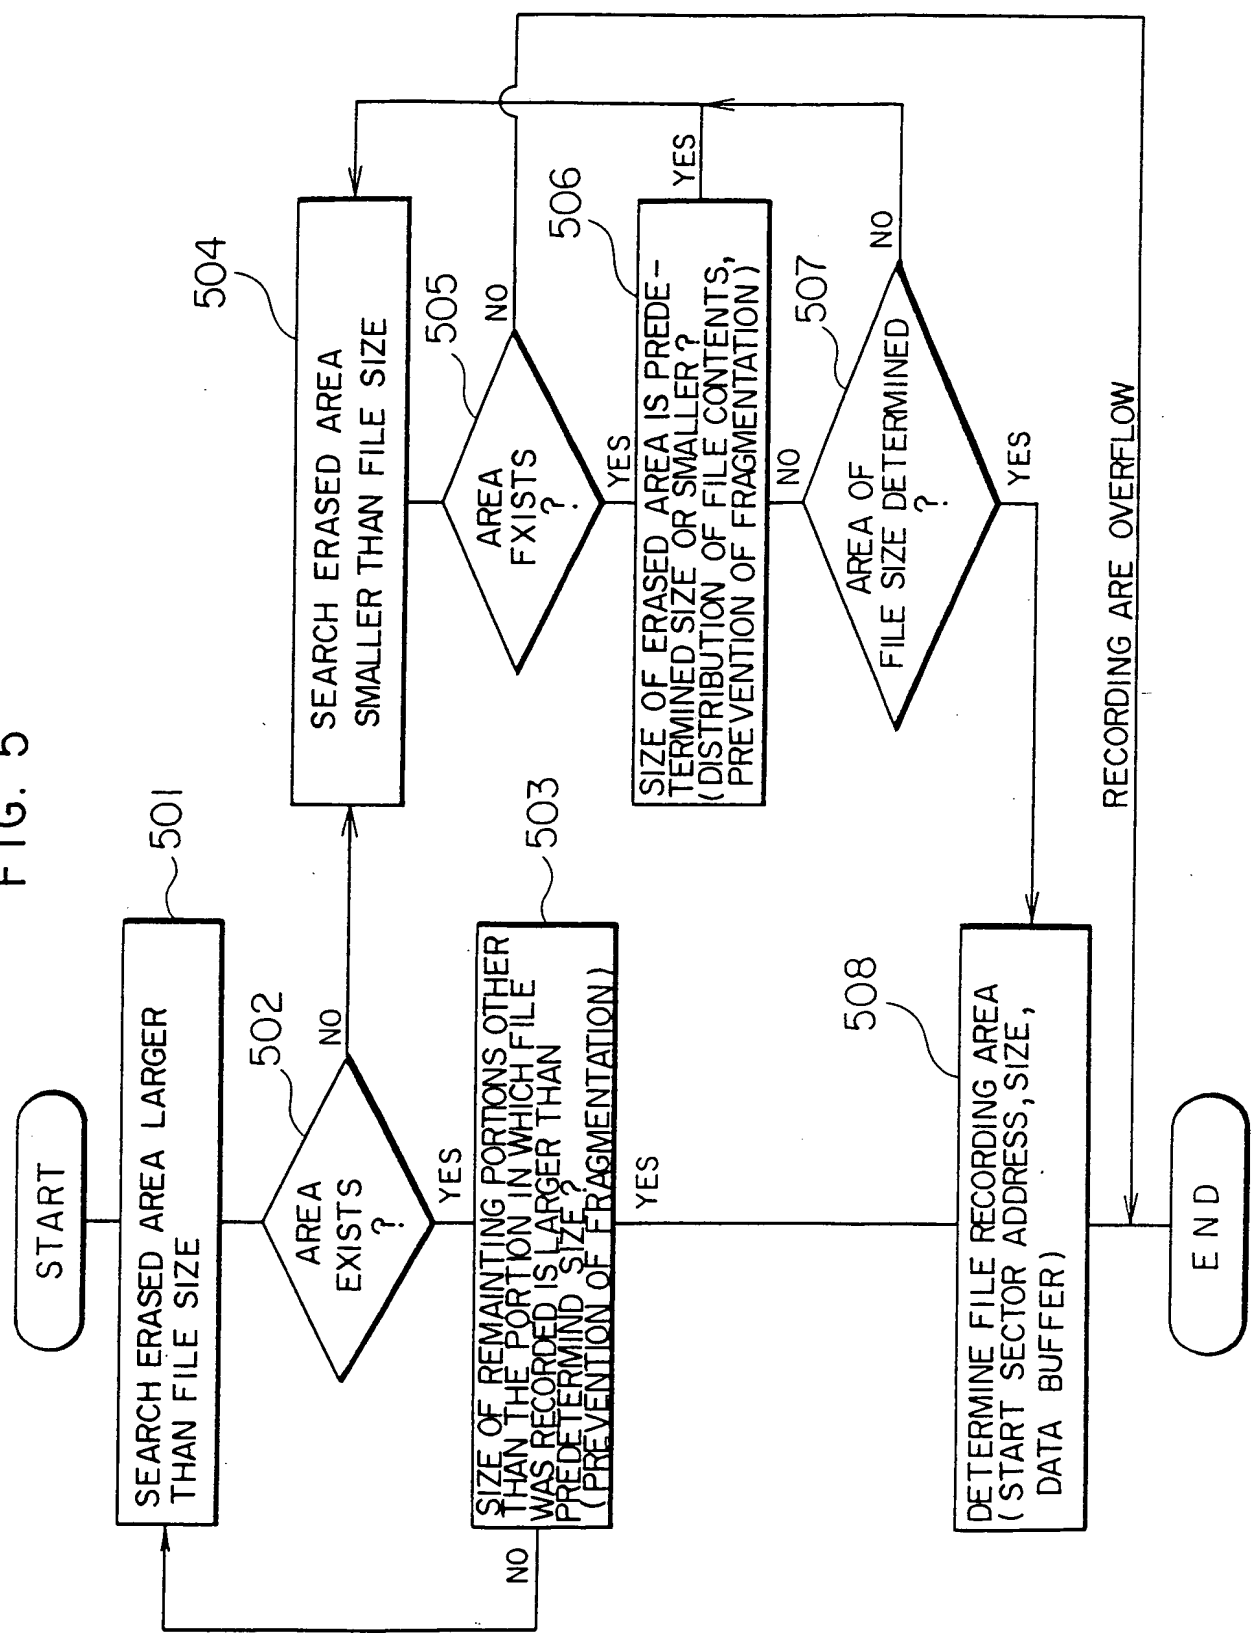 FIG. 5
START
SEARCH ERASED AREA LARGER
THAN FILE SIZE
501
AREA
EXISTS
?
502
NO
YES
SIZE OF REMAINTING PORTIONS OTHER
THAN THE PORTION IN WHICH FILE
WAS RECORDED IS LARGER THAN
PREDETERMIND SIZE?
(PREVENTION OF FRAGMENTATION)
503
NO
YES
SEARCH ERASED AREA
SMALLER THAN FILE SIZE
504
AREA
FXISTS
?
505
NO
YES
SIZE OF ERASED AREA IS PREDE-
TERMINED SIZE OR SMALLER?
(DISTRIBUTION OF FILE CONTENTS,
PREVENTION OF FRAGMENTATION)
506
YES
NO
AREA OF
FILE SIZE DETERMINED
?
507
NO
YES
DETERMINE FILE RECORDING AREA
(START SECTOR ADDRESS, SIZE,
DATA BUFFER)
508
RECORDING ARE OVERFLOW
END